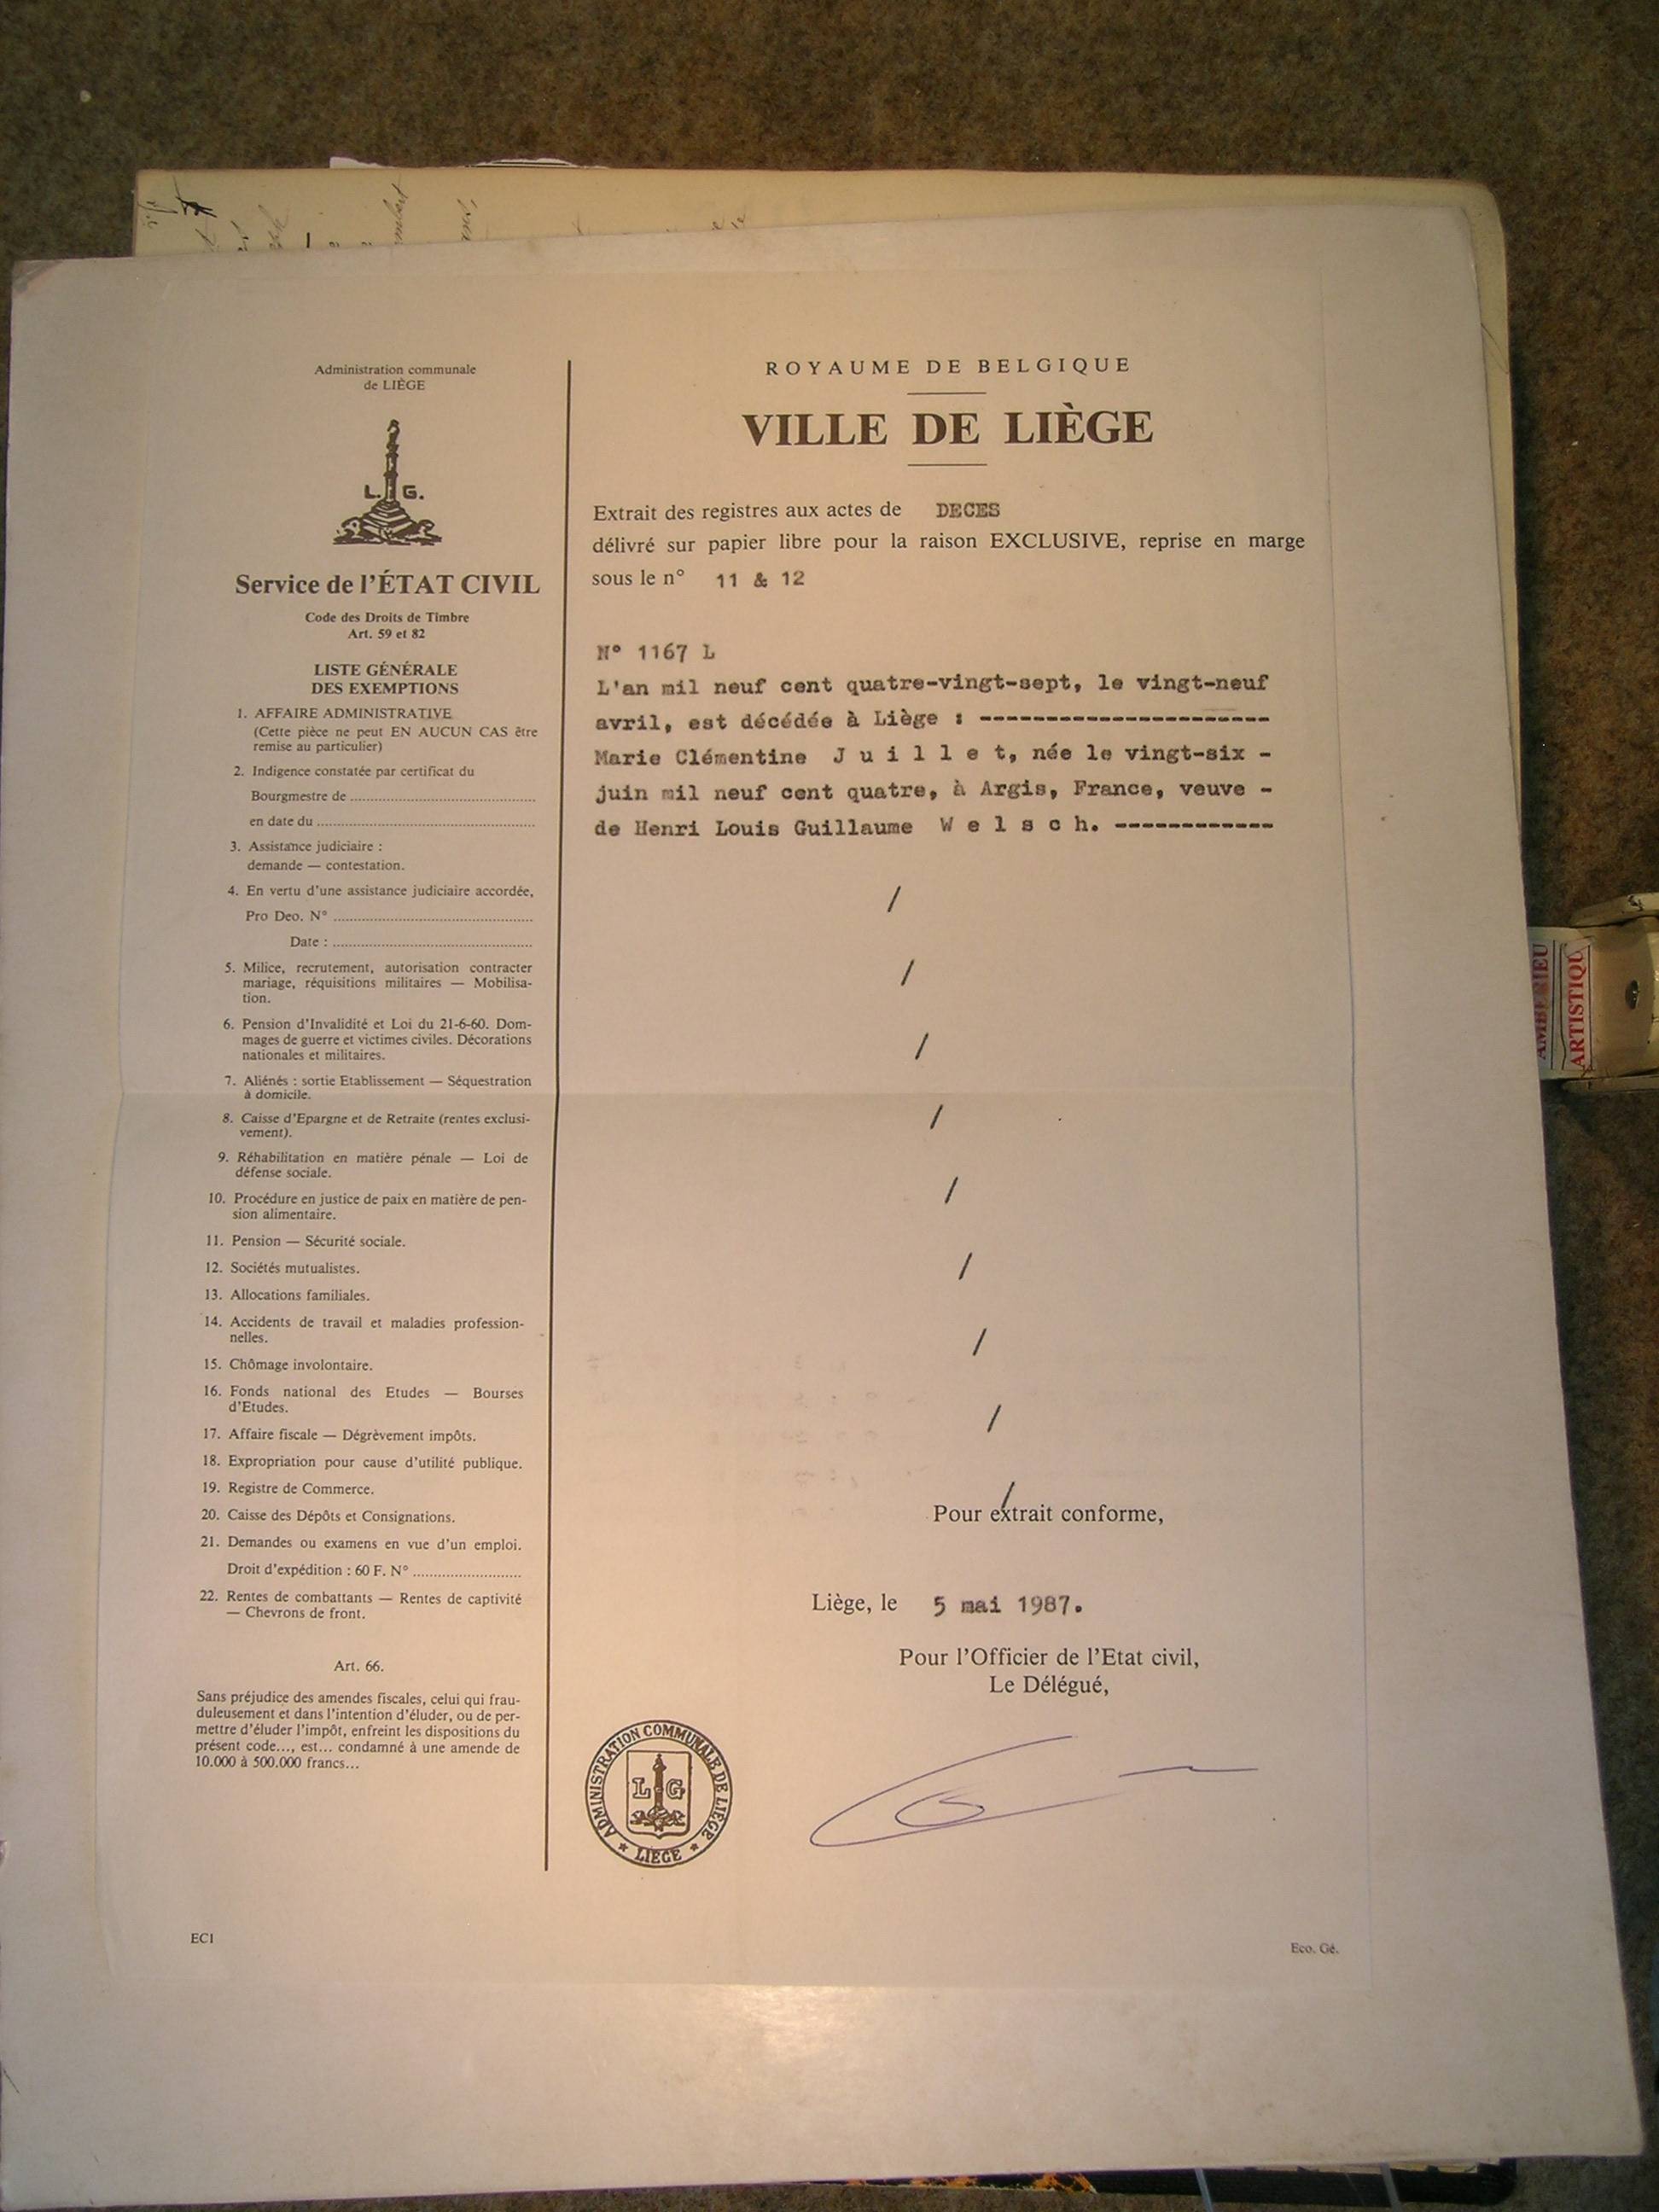 Administration communale
de LIÈGE
L. G.
Service de l'ÉTAT CIVIL
Code des Droits de Timbre
Art. 59 et 82
LISTE GÉNÉRALE
DES EXEMPTIONS
1. AFFAIRE ADMINISTRATIVE
(Cette pièce ne peut EN AUCUN CAS être
remise au particulier)
2. Indigence constatée par certificat du
Bourgmestre de
en date du
3. Assistance judiciaire :
demande — contestation.
4. En vertu d'une assistance judiciaire accordée,
Pro Deo. N°
Date :
5. Milice, recrutement, autorisation contracter
mariage, réquisitions militaires — Mobilisa-
tion.
6. Pension d'Invalidité et Loi du 21-6-60. Dom-
mages de guerre et victimes civiles. Décorations
nationales et militaires.
7. Aliénés : sortie Etablissement — Séquestration
à domicile.
8. Caisse d'Epargne et de Retraite (rentes exclusi-
vement).
9. Réhabilitation en matière pénale — Loi de
défense sociale.
10. Procédure en justice de paix en matière de pen-
sion alimentaire.
11. Pension — Sécurité sociale.
12. Sociétés mutualistes.
13. Allocations familiales.
14. Accidents de travail et maladies profession-
nelles.
15. Chômage involontaire.
16. Fonds national des Etudes — Bourses
d'Etudes.
17. Affaire fiscale — Dégrèvement impôts.
18. Expropriation pour cause d'utilité publique.
19. Registre de Commerce.
20. Caisse des Dépôts et Consignations.
21. Demandes ou examens en vue d'un emploi.
Droit d'expédition : 60 F. N°
22. Rentes de combattants — Rentes de captivité
— Chevrons de front.
Art. 66.
Sans préjudice des amendes fiscales, celui qui frau-
duleusement et dans l'intention d'éluder, ou de per-
mettre d'éluder l'impôt, enfreint les dispositions du
présent code..., est... condamné à une amende de
10.000 à 500.000 francs...
EC1
ROYAUME DE BELGIQUE
VILLE DE LIÈGE
Extrait des registres aux actes de DECES
délivré sur papier libre pour la raison EXCLUSIVE, reprise en marge
sous le n° 11 & 12
N° 1167 L
L'an mil neuf cent quatre-vingt-sept, le vingt-neuf
avril, est décédée à Liège : ----------------------
Marie Clémentine J u i l l e t, née le vingt-six -
juin mil neuf cent quatre, à Argis, France, veuve -
de Henri Louis Guillaume W e l s c h. ------------
/
/
/
/
/
/
/
/
/
Pour extrait conforme,
Liège, le 5 mai 1987.
Pour l'Officier de l'Etat civil,
Le Délégué,
ADMINISTRATION COMMUNALE DE LIÈGE
L G
* LIEGE *
Eco. Gé.
ARTISTIQU